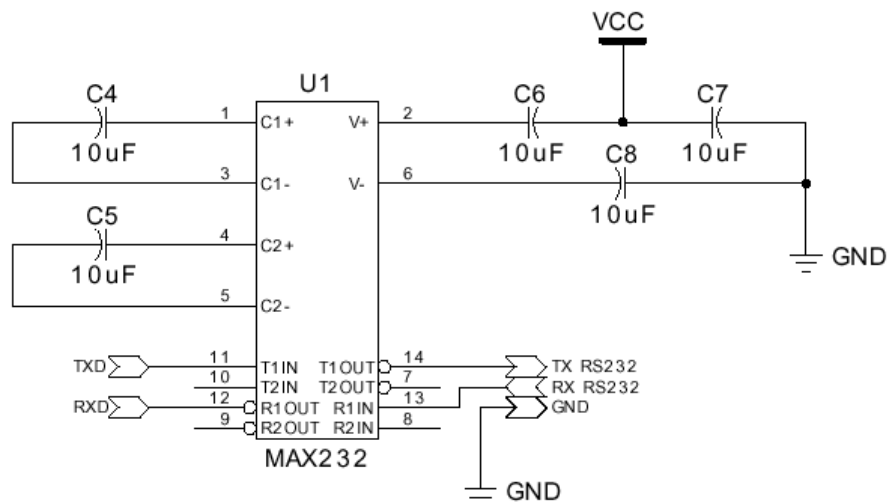 VCC
U1
C4
C6
C7
1
C1+
V+
2
10uF
10uF
10uF
C8
3
C1-
V-
6
10uF
C5
4
C2+
10uF
GND
5
C2-
TXD
11
T1IN
T1OUT
14
TX RS232
10
T2IN
T2OUT
7
RX RS232
RXD
12
R1OUT
R1IN
13
GND
9
R2OUT
R2IN
8
MAX232
GND